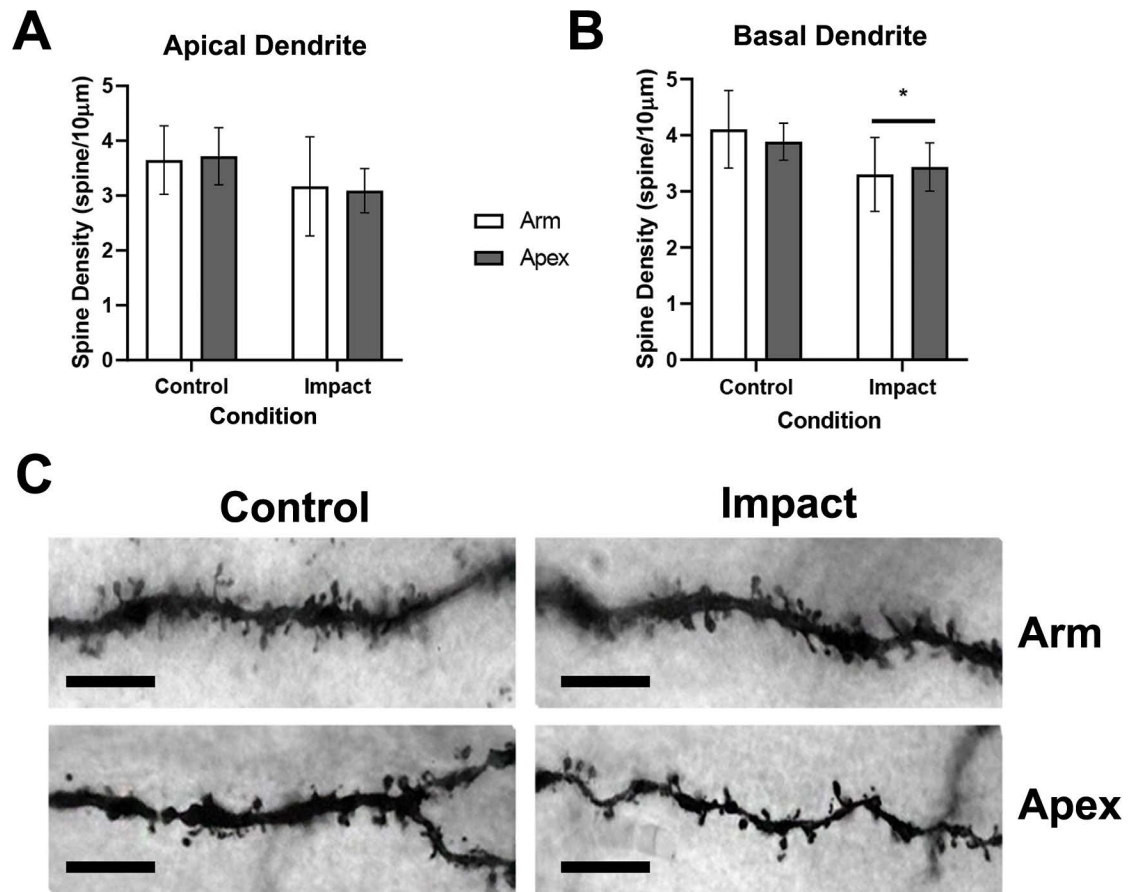 A
Apical Dendrite
Spine Density (spine/10μm)
5
4
3
2
1
0
Control
Impact
Condition
Arm
Apex
B
Basal Dendrite
Spine Density (spine/10μm)
5
4
3
2
1
0
*
Control
Impact
Condition
C
Control
Impact
Arm
Apex